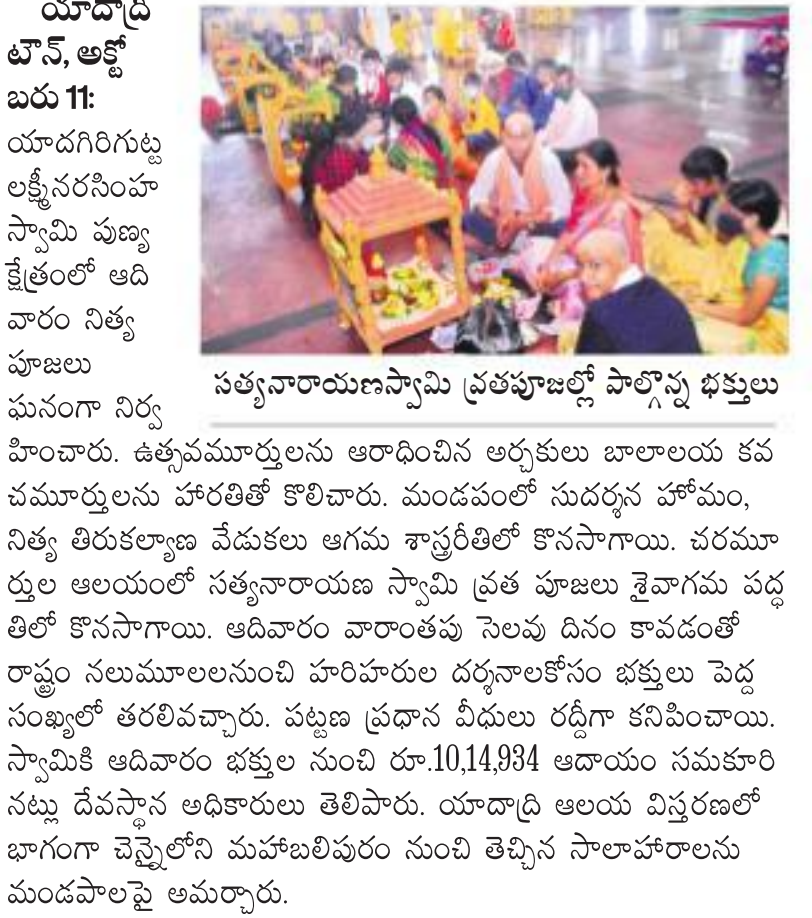 యాదాద్రి
టౌన్, అక్టో
బరు 11:
యాదగిరిగుట్ట
లక్ష్మీనరసింహ
స్వామి పుణ్య
క్షేత్రంలో ఆది
వారం నిత్య
పూజలు
ఘనంగా నిర్వ
సత్యనారాయణస్వామి వ్రతపూజల్లో పాల్గొన్న భక్తులు
హించారు. ఉత్సవమూర్తులను ఆరాధించిన అర్చకులు బాలాలయ కవ
చమూర్తులను హారతితో కొలిచారు. మండపంలో సుదర్శన హోమం,
నిత్య తిరుకల్యాణ వేడుకలు ఆగమ శాస్త్రరీతిలో కొనసాగాయి. చరమూ
ర్తుల ఆలయంలో సత్యనారాయణ స్వామి వ్రత పూజలు శైవాగమ పద్ధ
తిలో కొనసాగాయి. ఆదివారం వారాంతపు సెలవు దినం కావడంతో
రాష్ట్రం నలుమూలలనుంచి హరిహరుల దర్శనాలకోసం భక్తులు పెద్ద
సంఖ్యలో తరలివచ్చారు. పట్టణ ప్రధాన వీధులు రద్దీగా కనిపించాయి.
స్వామికి ఆదివారం భక్తుల నుంచి రూ.10,14,934 ఆదాయం సమకూరి
నట్లు దేవస్థాన అధికారులు తెలిపారు. యాదాద్రి ఆలయ విస్తరణలో
భాగంగా చెన్నైలోని మహాబలిపురం నుంచి తెచ్చిన సాలాహారాలను
మండపాలపై అమర్చారు.